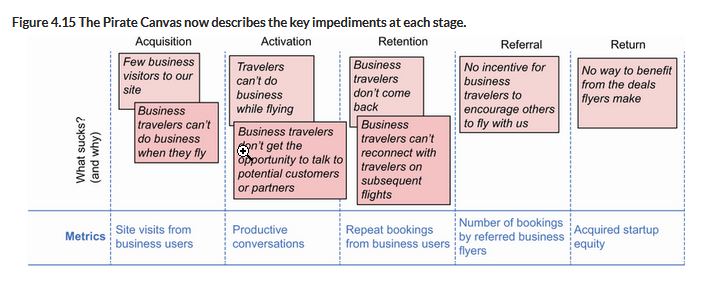 Figure 4.15 The Pirate Canvas now describes the key impediments at each stage.
Acquisition
Activation
Retention
Referral
Return
What sucks?
(and why)
Few business
visitors to our
site
Business
travelers can't
do business
when they fly
Travelers
can't do
business
while flying
Business travelers
don't get the
opportunity to talk to
potential customers
or partners
Business
travelers
don't come
back
Business
travelers can't
reconnect with
travelers on
subsequent
flights
No incentive for
business
travelers to
encourage others
to fly with us
No way to benefit
from the deals
flyers make
Metrics
Site visits from
business users
Productive
conversations
Repeat bookings
from business users
Number of bookings
by referred business
flyers
Acquired startup
equity